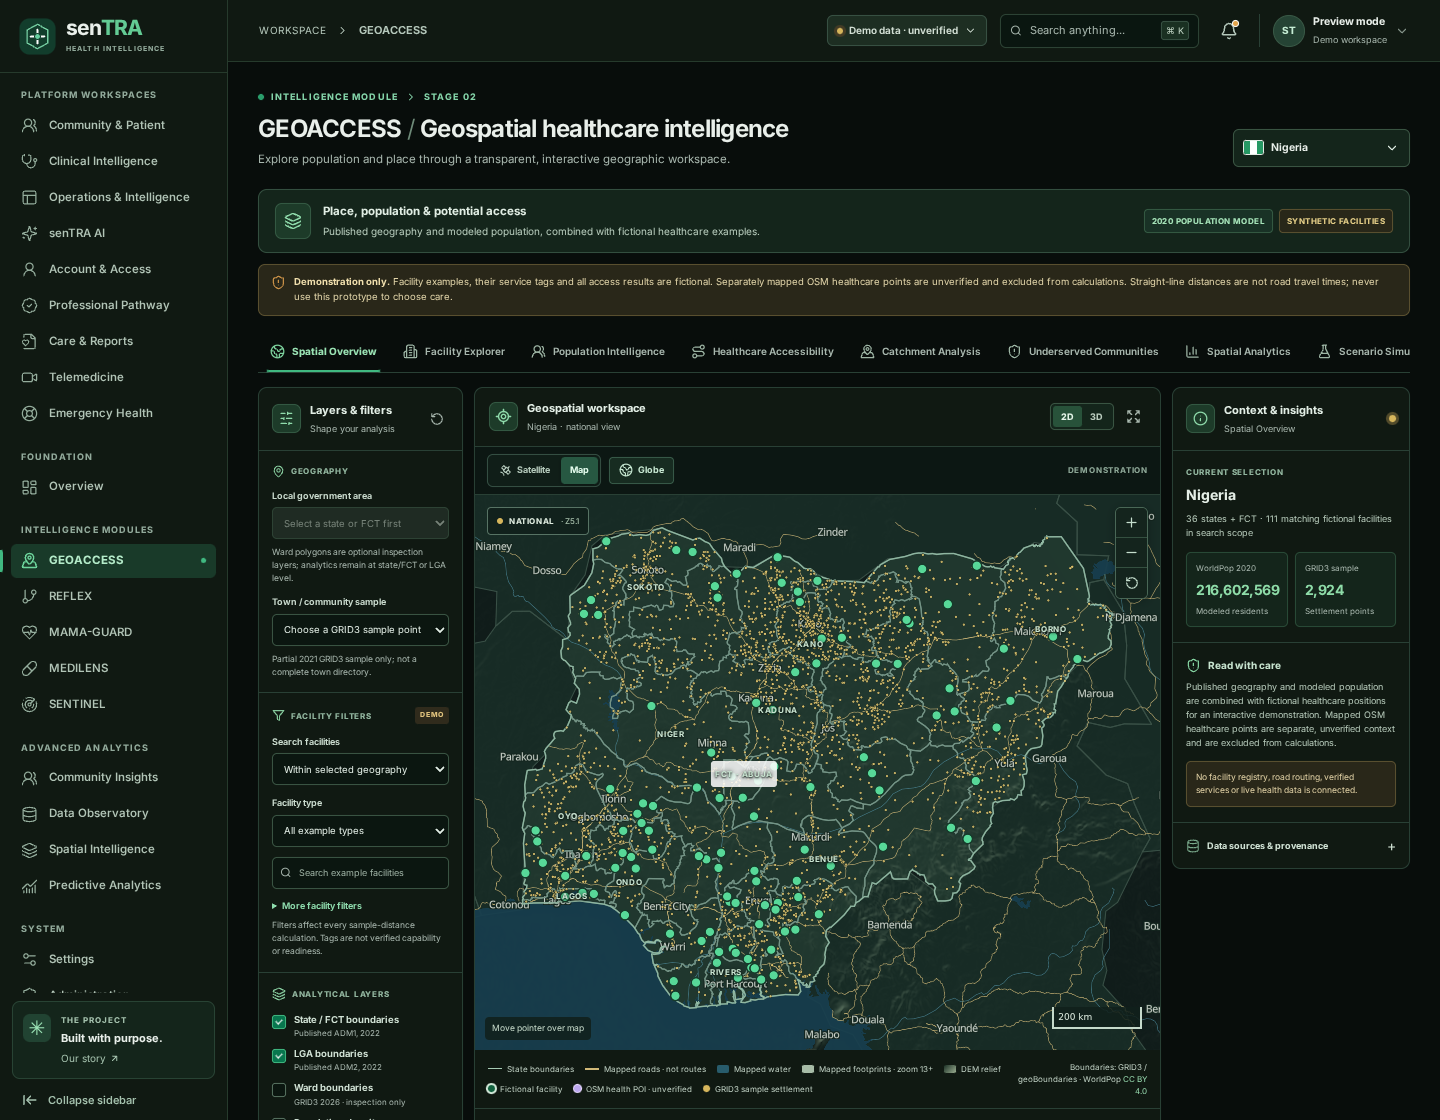 senTRA
HEALTH INTELLIGENCE
PLATFORM WORKSPACES
Community & Patient
Clinical Intelligence
Operations & Intelligence
senTRA AI
Account & Access
Professional Pathway
Care & Reports
Telemedicine
Emergency Health
FOUNDATION
Overview
INTELLIGENCE MODULES
GEOACCESS
REFLEX
MAMA-GUARD
MEDILENS
SENTINEL
ADVANCED ANALYTICS
Community Insights
Data Observatory
Spatial Intelligence
Predictive Analytics
SYSTEM
Settings
THE PROJECT
Built with purpose.
Our story ↗
Collapse sidebar
WORKSPACE > GEOACCESS
Demo data · unverified
Search anything...
⌘ K
ST
Preview mode
Demo workspace
INTELLIGENCE MODULE > STAGE 02
GEOACCESS / Geospatial healthcare intelligence
Explore population and place through a transparent, interactive geographic workspace.
Nigeria
Place, population & potential access
Published geography and modeled population, combined with fictional healthcare examples.
2020 POPULATION MODEL
SYNTHETIC FACILITIES
Demonstration only. Facility examples, their service tags and all access results are fictional. Separately mapped OSM healthcare points are unverified and excluded from calculations. Straight-line distances are not road travel times; never
use this prototype to choose care.
Spatial Overview
Facility Explorer
Population Intelligence
Healthcare Accessibility
Catchment Analysis
Underserved Communities
Spatial Analytics
Scenario Simu
Layers & filters
Shape your analysis
GEOGRAPHY
Local government area
Select a state or FCT first
Ward polygons are optional inspection
layers; analytics remain at state/FCT or LGA
level.
Town / community sample
Choose a GRID3 sample point
Partial 2021 GRID3 sample only; not a
complete town directory.
FACILITY FILTERS
DEMO
Search facilities
Within selected geography
Facility type
All example types
Search example facilities
More facility filters
Filters affect every sample-distance
calculation. Tags are not verified capability
or readiness.
ANALYTICAL LAYERS
State / FCT boundaries
Published ADM1, 2022
LGA boundaries
Published ADM2, 2022
Ward boundaries
GRID3 2026 · inspection only
Geospatial workspace
Nigeria · national view
2D
3D
Satellite
Map
Globe
DEMONSTRATION
NATIONAL · Z5.1
Niamey
Dosso
Zinder
Maradi
Sokoto
SOKOTO
N'Djamena
BORNO
KANO
Zaria
Kaduna
KADUNA
Maroua
Jos
NIGER
Minna
Parakou
Yola
Garoua
FCT · ABUJA
Ilorin
OYO
Ogbomosho
Makurdi
BENUE
ONDO
Cotonou
Lagos
LAGOS
Benin City
Enugu
Bamenda
Warri
RIVERS
Port Harcourt
Bou
Douala
Yaoundé
Malabo
Ber
200 km
Move pointer over map
State boundaries
Mapped roads · not routes
Mapped water
Mapped footprints · zoom 13+
DEM relief
Fictional facility
OSM health POI · unverified
GRID3 sample settlement
Boundaries: GRID3 /
geoBoundaries · WorldPop CC BY
4.0
Context & insights
Spatial Overview
CURRENT SELECTION
Nigeria
36 states + FCT · 111 matching fictional facilities
in search scope
WorldPop 2020
216,602,569
Modeled residents
GRID3 sample
2,924
Settlement points
Read with care
Published geography and modeled population
are combined with fictional healthcare positions
for an interactive demonstration. Mapped OSM
healthcare points are separate, unverified context
and are excluded from calculations.
No facility registry, road routing, verified
services or live health data is connected.
Data sources & provenance +